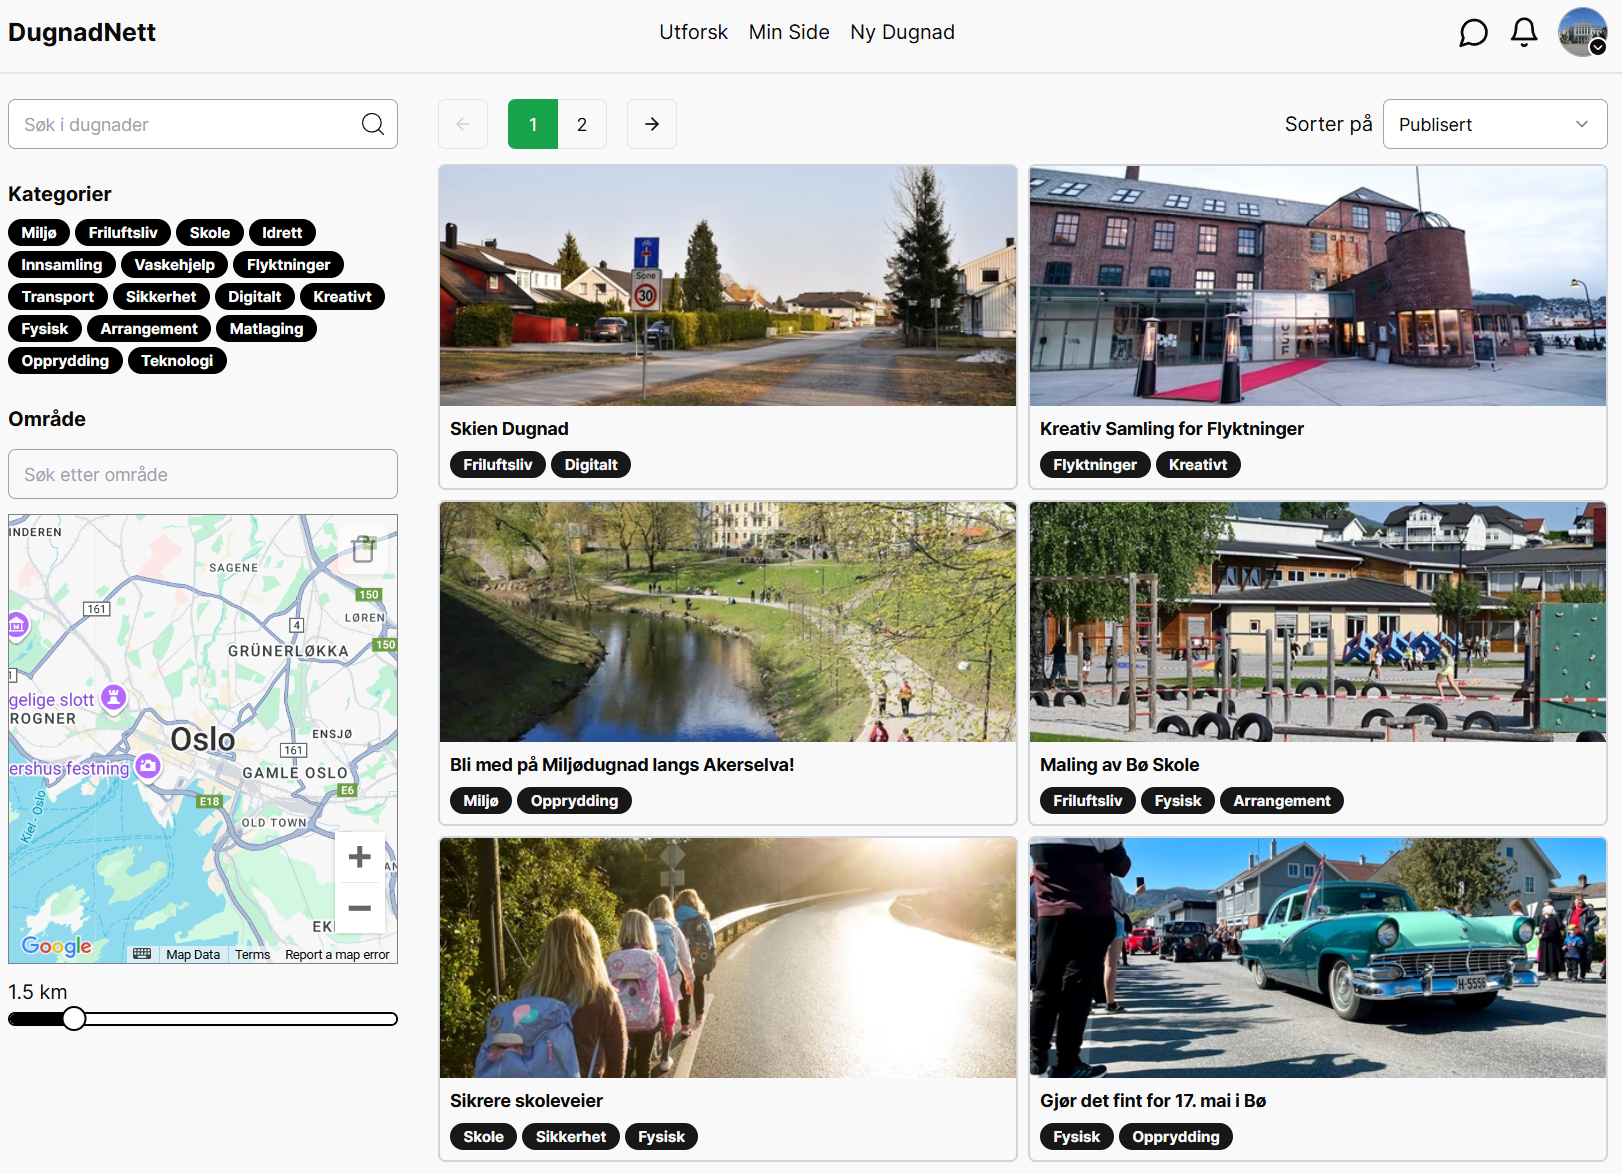 DugnadNett
Utforsk Min Side Ny Dugnad
Søk i dugnader
1 2
Sorter på Publisert
Kategorier
Miljø Friluftsliv Skole Idrett
Innsamling Vaskehjelp Flyktninger
Transport Sikkerhet Digitalt Kreativt
Fysisk Arrangement Matlaging
Opprydding Teknologi
Område
Søk etter område
INDEREN
SAGENE
150
161
LØREN
4
150
GRÜNERLØKKA
1
gelige slott
ROGNER
Oslo
ENSJØ
161
ershus festning
GAMLE OSLO
E6
E18
Kiel - Oslo
OLD TOWN
AN
EK
Google
Map Data Terms Report a map error
1.5 km
Sone
30
Skien Dugnad
Friluftsliv Digitalt
Kreativ Samling for Flyktninger
Flyktninger Kreativt
Bli med på Miljødugnad langs Akerselva!
Miljø Opprydding
Maling av Bø Skole
Friluftsliv Fysisk Arrangement
Sikrere skoleveier
Skole Sikkerhet Fysisk
H-5558
Gjør det fint for 17. mai i Bø
Fysisk Opprydding